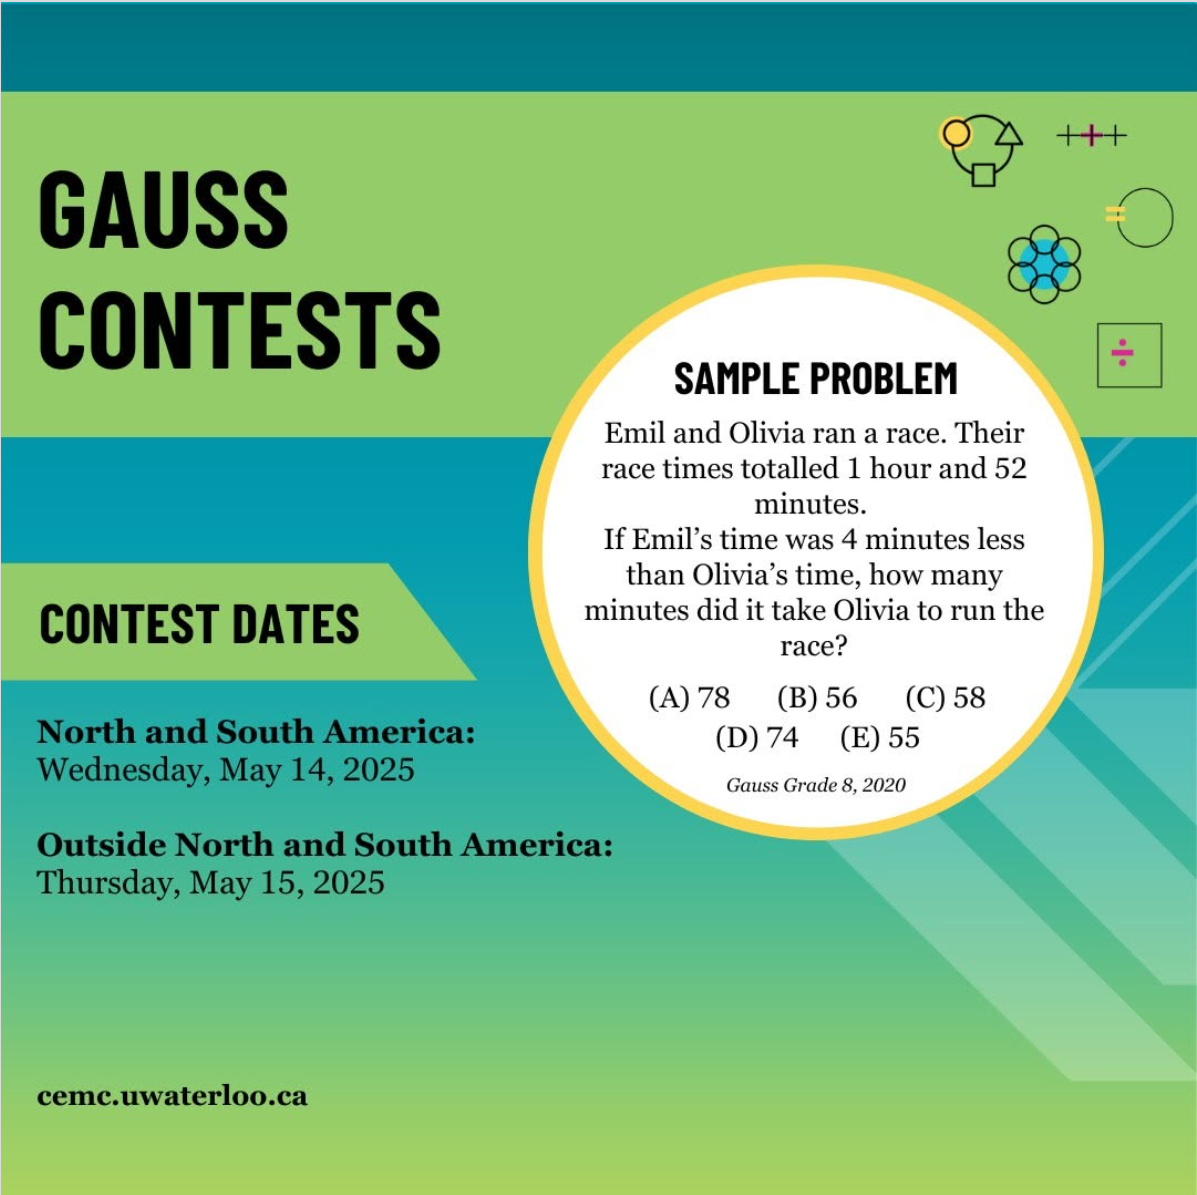 GAUSS
CONTESTS
SAMPLE PROBLEM
Emil and Olivia ran a race. Their
race times totalled 1 hour and 52
minutes.
If Emil’s time was 4 minutes less
than Olivia’s time, how many
minutes did it take Olivia to run the
race?
(A) 78 (B) 56 (C) 58
(D) 74 (E) 55
Gauss Grade 8, 2020
CONTEST DATES
North and South America:
Wednesday, May 14, 2025
Outside North and South America:
Thursday, May 15, 2025
cemc.uwaterloo.ca